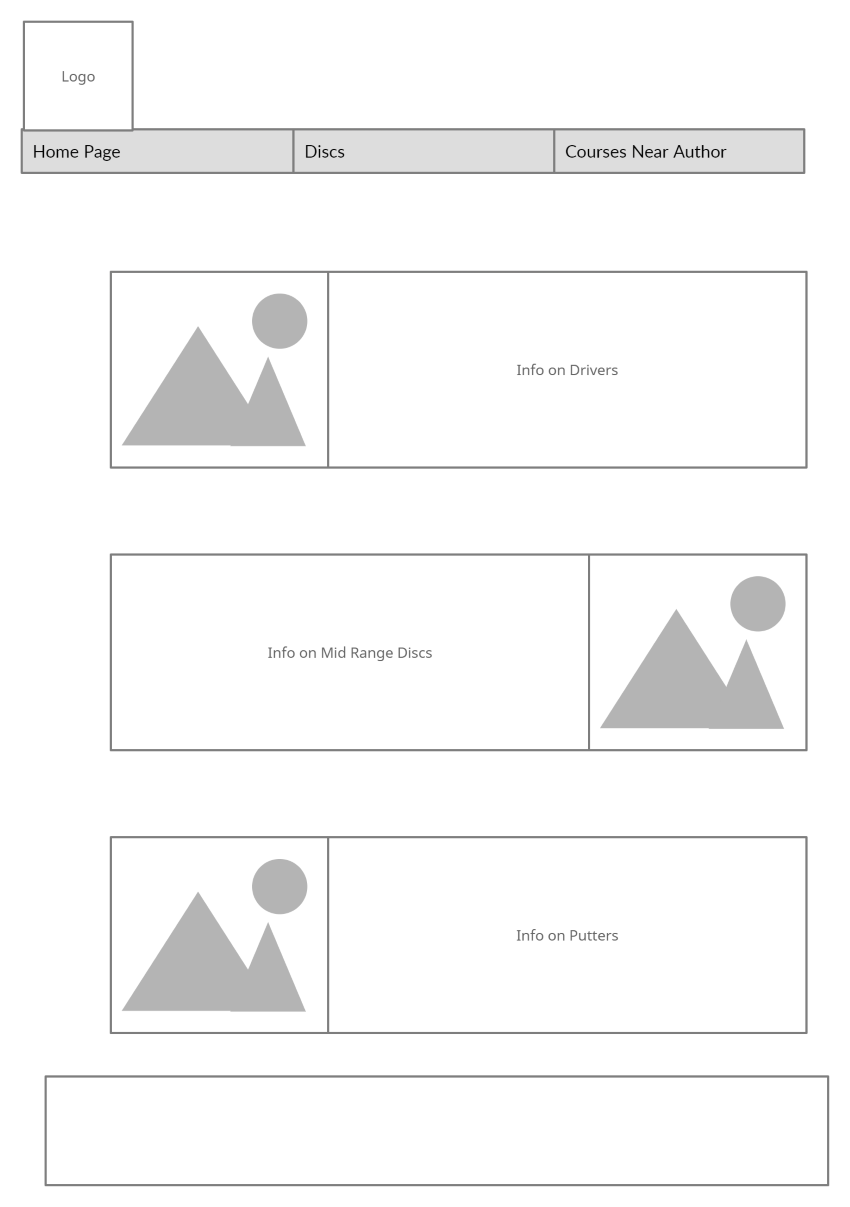 Logo
Home Page
Discs
Courses Near Author
Info on Drivers
Info on Mid Range Discs
Info on Putters